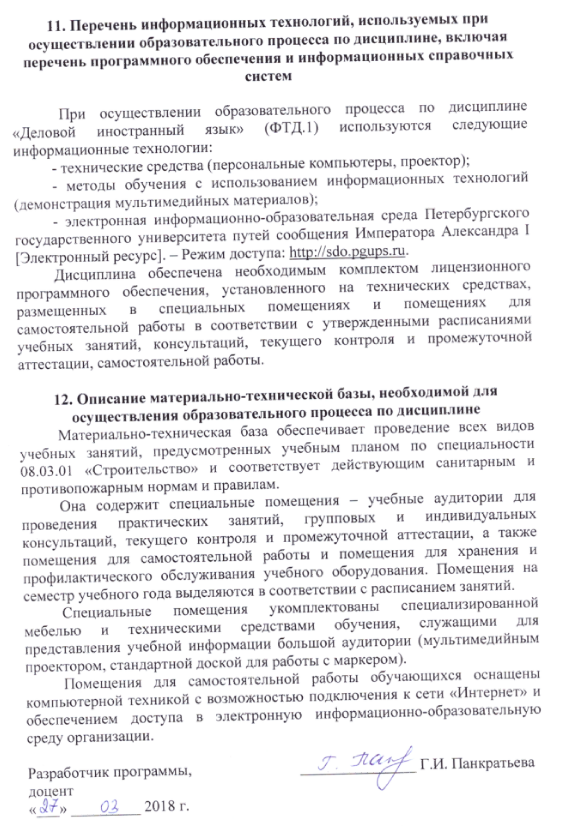 11. Перечень информационных технологий, используемых при
осуществлении образовательного процесса по дисциплине, включая
перечень программного обеспечения и информационных справочных
систем
При осуществлении образовательного процесса по дисциплине
«Деловой иностранный язык» (ФТД.1) используются следующие
информационные технологии:
- технические средства (персональные компьютеры, проектор);
- методы обучения с использованием информационных технологий
(демонстрация мультимедийных материалов);
- электронная информационно-образовательная среда Петербургского
государственного университета путей сообщения Императора Александра I
[Электронный ресурс]. – Режим доступа: http://sdo.pgups.ru.
Дисциплина обеспечена необходимым комплектом лицензионного
программного обеспечения, установленного на технических средствах,
размещенных в специальных помещениях и помещениях для
самостоятельной работы в соответствии с утвержденными расписаниями
учебных занятий, консультаций, текущего контроля и промежуточной
аттестации, самостоятельной работы.
12. Описание материально-технической базы, необходимой для
осуществления образовательного процесса по дисциплине
Материально-техническая база обеспечивает проведение всех видов
учебных занятий, предусмотренных учебным планом по специальности
08.03.01 «Строительство» и соответствует действующим санитарным и
противопожарным нормам и правилам.
Она содержит специальные помещения – учебные аудитории для
проведения практических занятий, групповых и индивидуальных
консультаций, текущего контроля и промежуточной аттестации, а также
помещения для самостоятельной работы и помещения для хранения и
профилактического обслуживания учебного оборудования. Помещения на
семестр учебного года выделяются в соответствии с расписанием занятий.
Специальные помещения укомплектованы специализированной
мебелью и техническими средствами обучения, служащими для
представления учебной информации большой аудитории (мультимедийным
проектором, стандартной доской для работы с маркером).
Помещения для самостоятельной работы обучающихся оснащены
компьютерной техникой с возможностью подключения к сети «Интернет» и
обеспечением доступа в электронную информационно-образовательную
среду организации.
Разработчик программы,
доцент
Г.И. Панкратьева
«27» 03 2018 г.